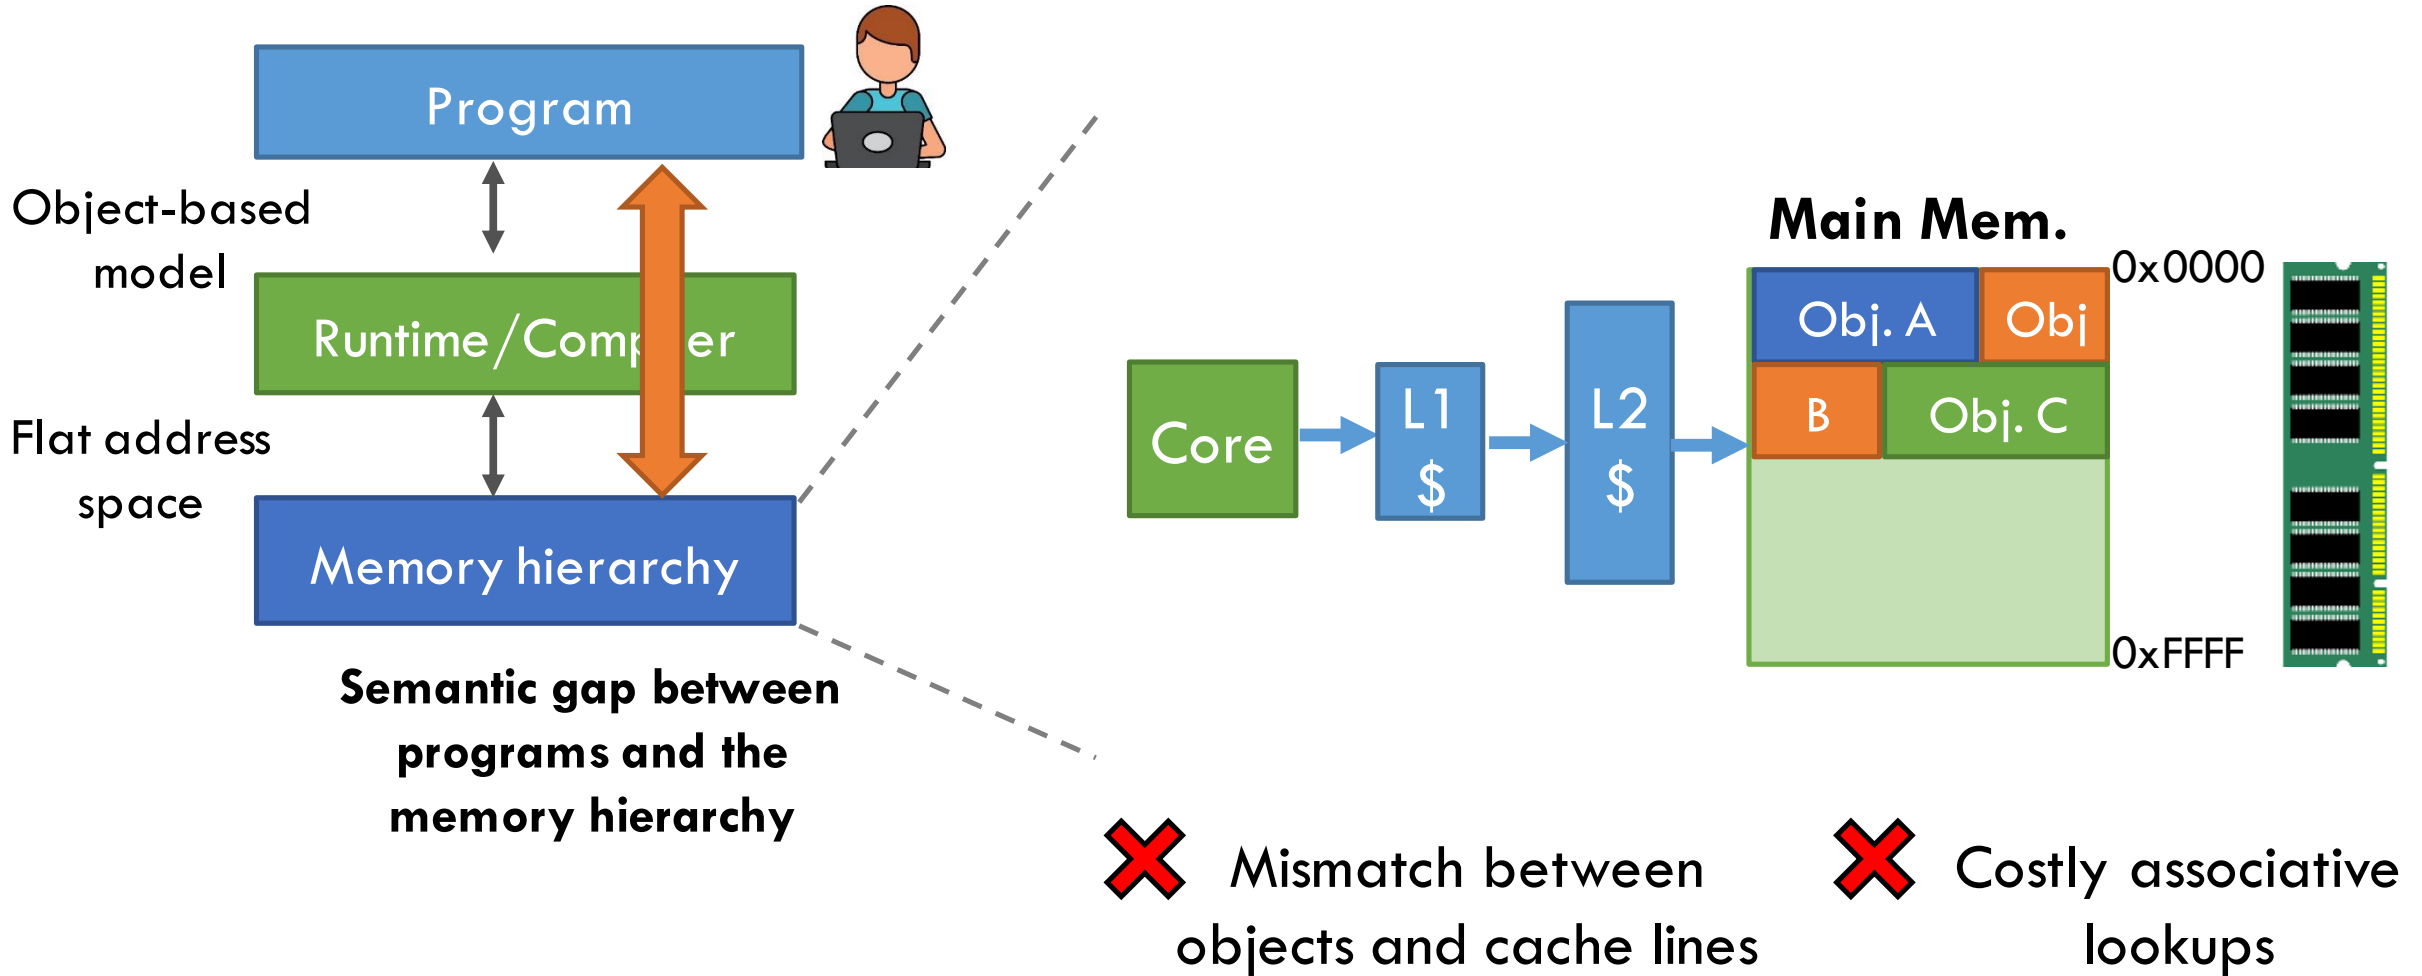 Program
Object-based
model
Runtime/Comp er
Flat address
space
Memory hierarchy
Semantic gap between
programs and the
memory hierarchy
Main Mem.
0x0000
Obj. A
Obj
B
Obj. C
Core
L1
$
L2
$
0xFFFF
Mismatch between
objects and cache lines
Costly associative
lookups